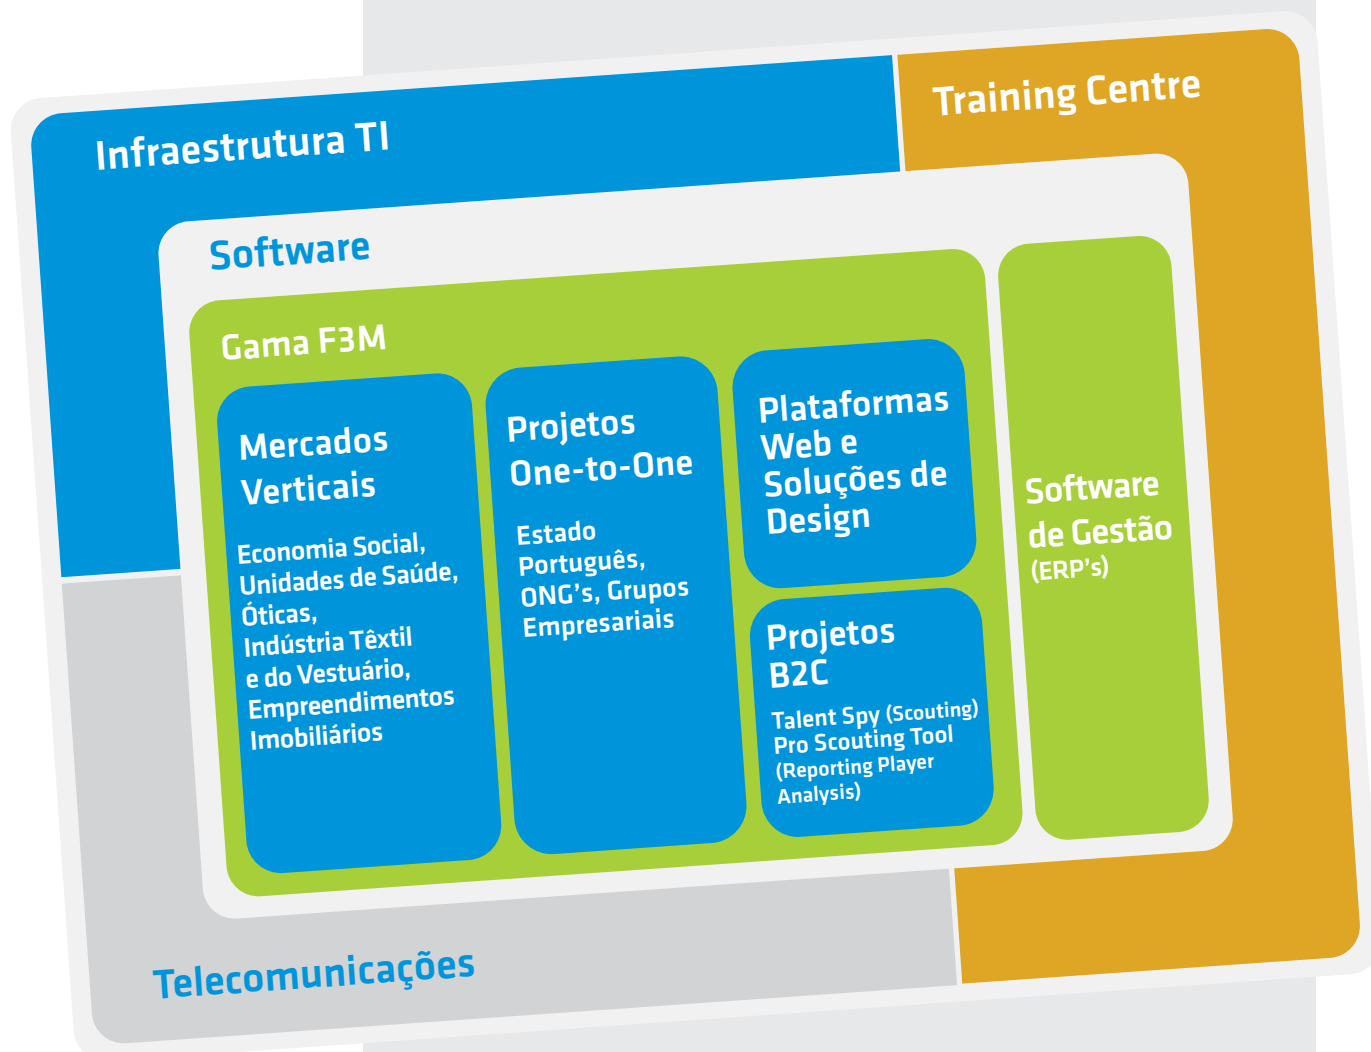 Infraestrutura TI
Training Centre
Software
Gama F3M
Mercados
Verticais
Economia Social,
Unidades de Saúde,
Óticas,
Indústria Têxtil
e do Vestuário,
Empreendimentos
Imobiliários
Projetos
One-to-One
Estado
Português,
ONG's, Grupos
Empresariais
Plataformas
Web e
Soluções de
Design
Projetos
B2C
Talent Spy (Scouting)
Pro Scouting Tool
(Reporting Player
Analysis)
Software
de Gestão
(ERP's)
Telecomunicações